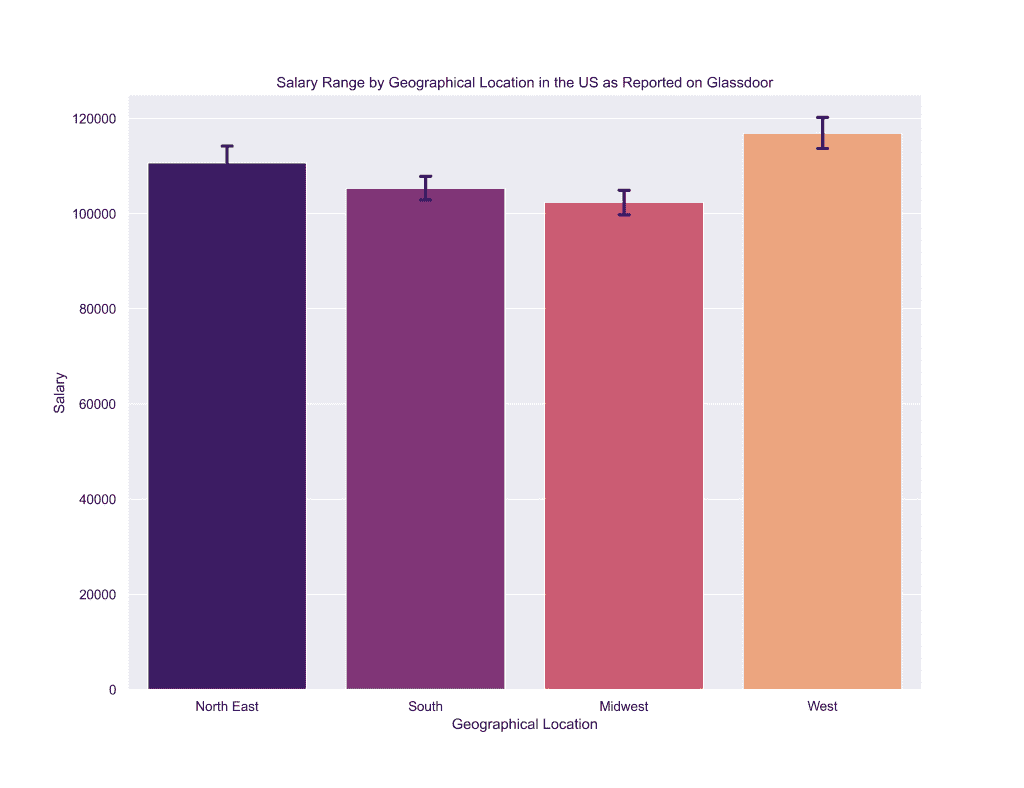 Salary Range by Geographical Location in the US as Reported on Glassdoor
120000
100000
80000
60000
40000
20000
0
Salary
North East
South
Midwest
West
Geographical Location